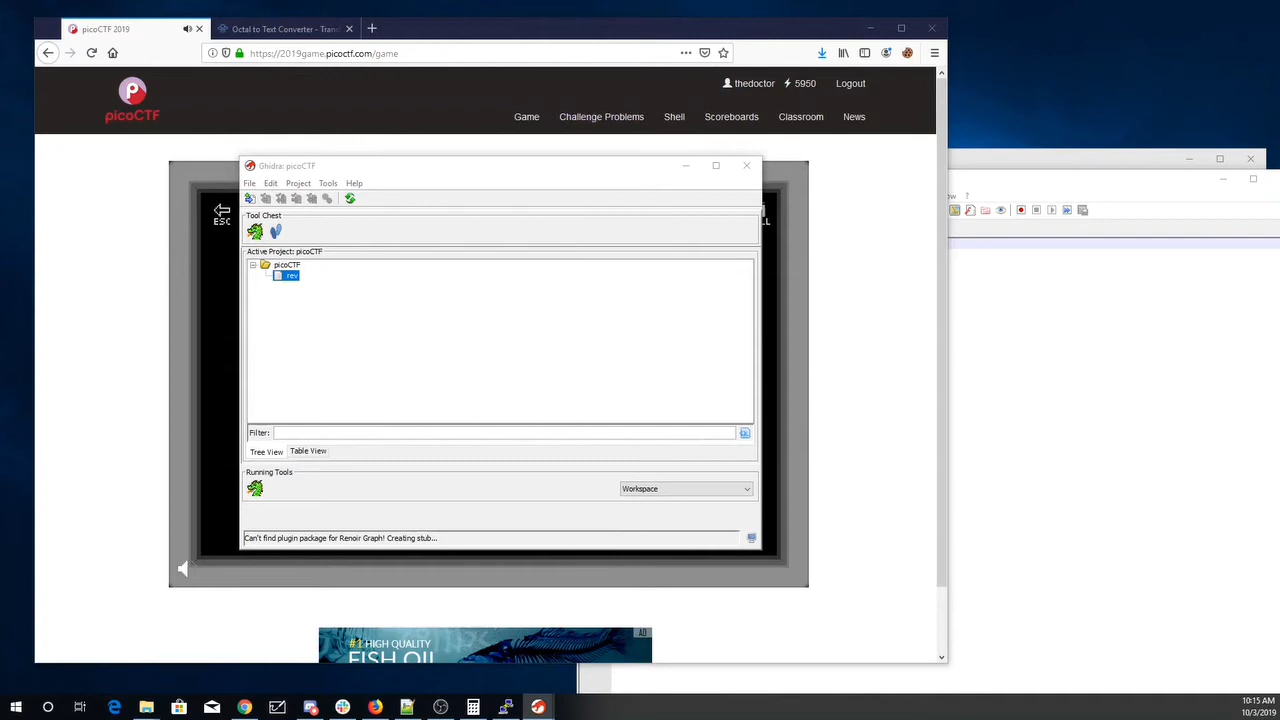 picoCTF 2019
Octal to Text Converter - Tran
https://2019game.picoctf.com/game
picoCTF
thedoctor
5950
Logout
Game
Challenge Problems
Shell
Scoreboards
Classroom
News
ESC
Ghidra: picoCTF
File Edit Project Tools Help
Tool Chest
Active Project: picoCTF
picoCTF
rev
Filter:
Tree View
Table View
Running Tools
Workspace
Can't find plugin package for Renoir Graph! Creating stub...
?
#1 HIGH QUALITY
FISH OIL
10:15 AM
10/3/2019